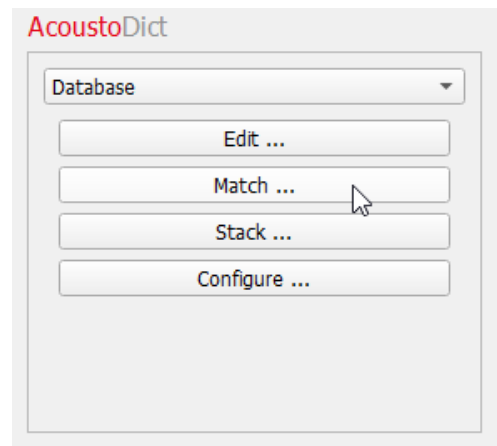 AcoustoDict
Database
Edit ...
Match ...
Stack ...
Configure ...